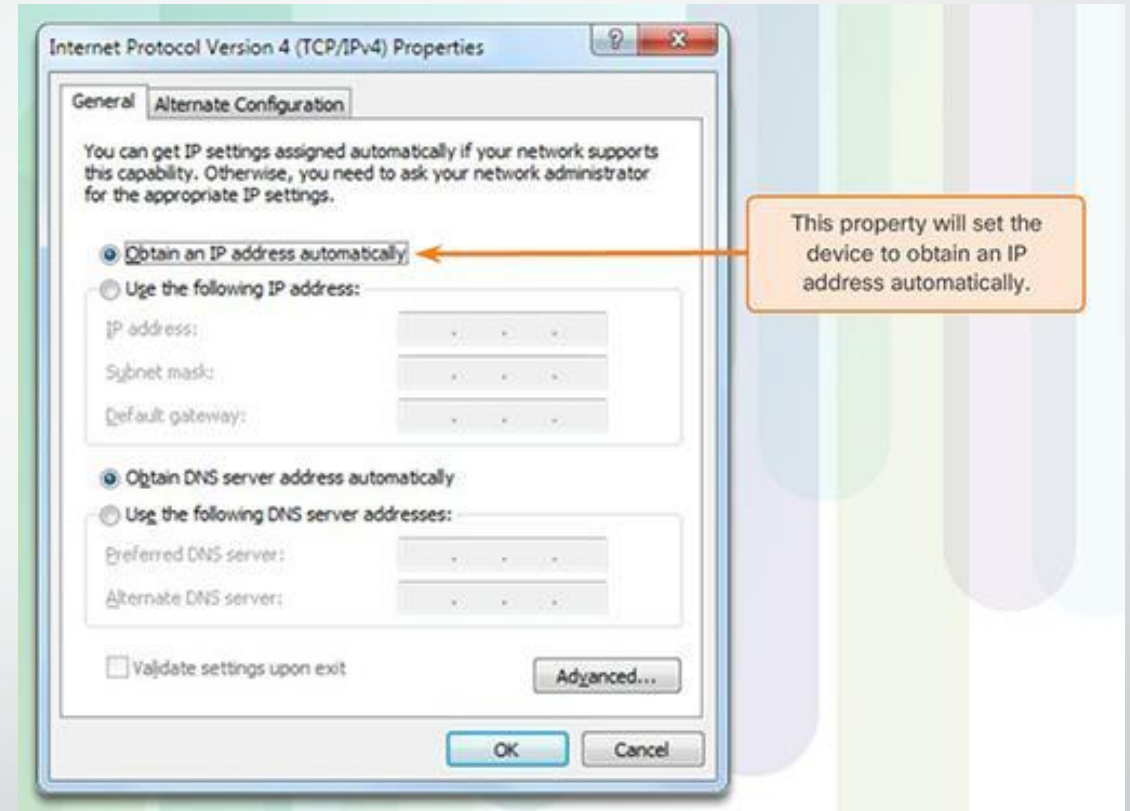 Internet Protocol Version 4 (TCP/IPv4) Properties
General
Alternate Configuration
You can get IP settings assigned automatically if your network supports
this capability. Otherwise, you need to ask your network administrator
for the appropriate IP settings.
Obtain an IP address automatically
Use the following IP address:
IP address:
Subnet mask:
Default gateway:
Obtain DNS server address automatically
Use the following DNS server addresses:
Preferred DNS server:
Alternate DNS server:
Validate settings upon exit
Advanced...
OK
Cancel
This property will set the
device to obtain an IP
address automatically.